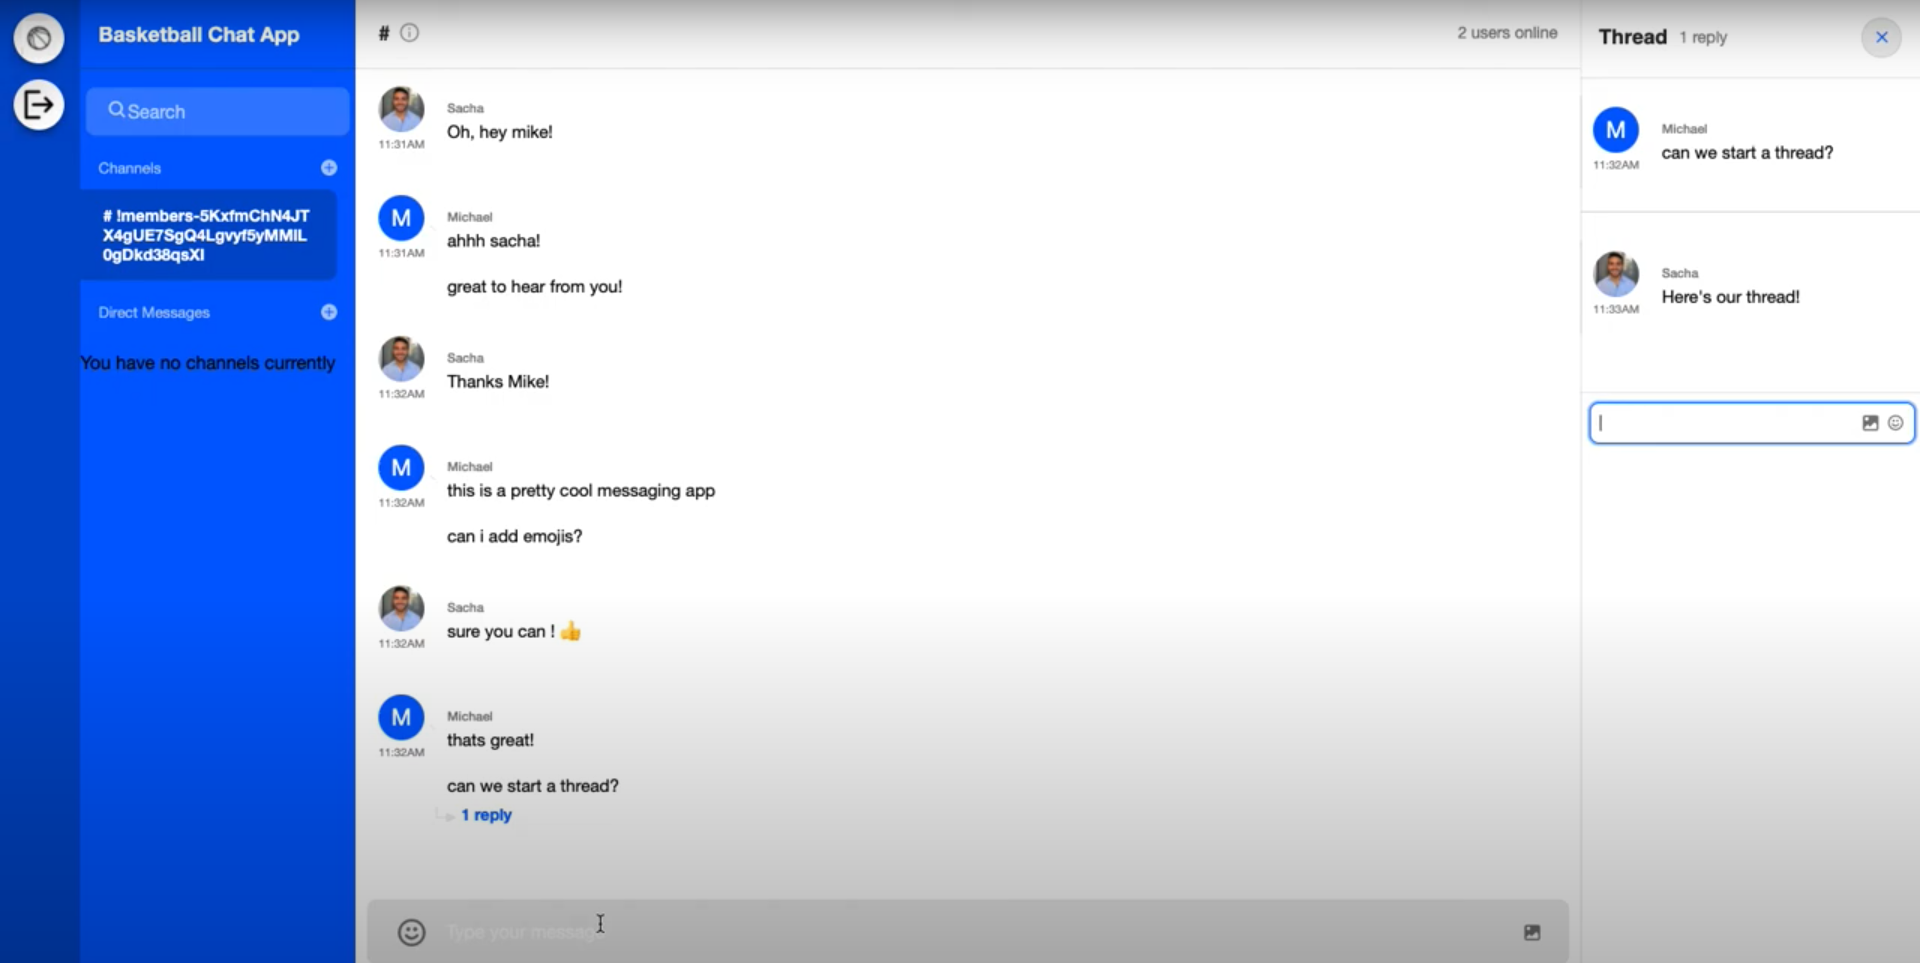 Basketball Chat App
Search
Channels
# !members-5KxfmChN4JT
X4gUE7SgQ4Lgvyf5yMMlL
0gDkd38qsXl
Direct Messages
You have no channels currently
#
2 users online
Sacha
Oh, hey mike!
11:31AM
M
Michael
ahhh sacha!
11:31AM
great to hear from you!
Sacha
Thanks Mike!
11:32AM
M
Michael
this is a pretty cool messaging app
11:32AM
can i add emojis?
Sacha
sure you can ! 👍
11:32AM
M
Michael
thats great!
11:32AM
can we start a thread?
1 reply
Type your message
Thread 1 reply
M
Michael
can we start a thread?
11:32AM
Sacha
Here's our thread!
11:33AM